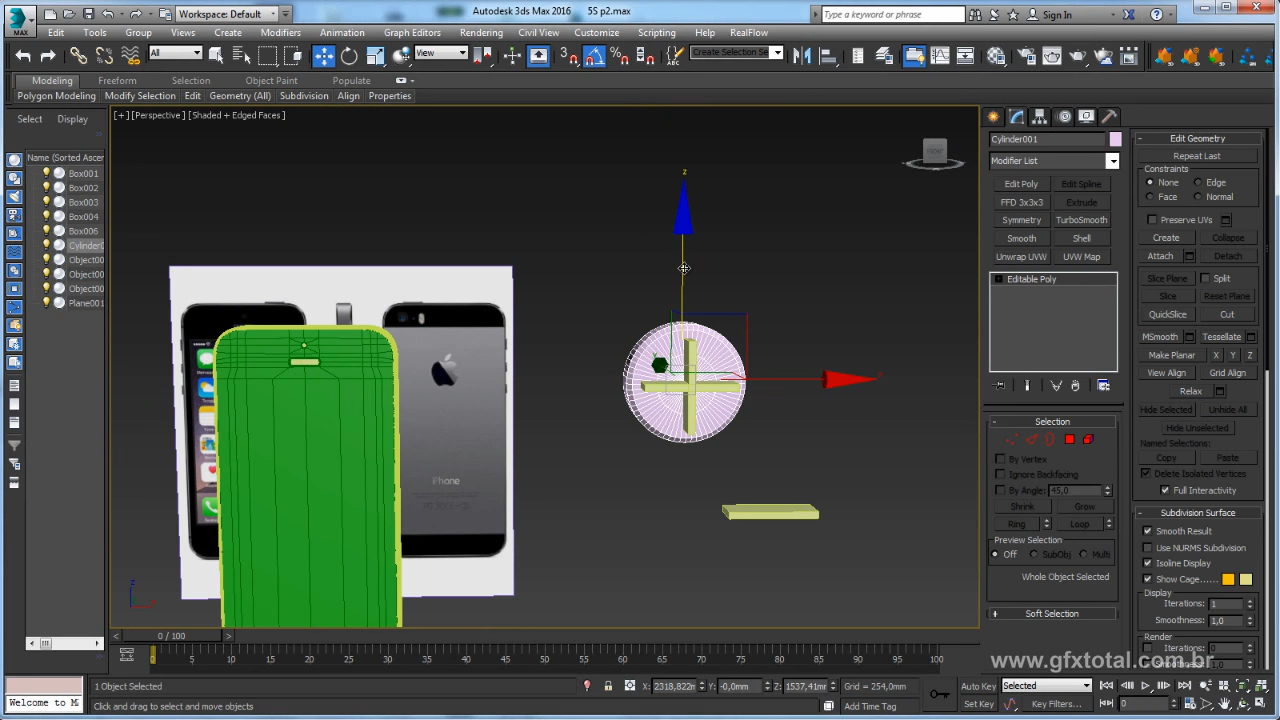 Autodesk 3ds Max 2016 5S p2.max
Workspace: Default
Type a keyword or phrase
Sign In
MAX
Edit Tools Group Views Create Modifiers Animation Graph Editors Rendering Civil View Customize Scripting Help RealFlow
All
View
Create Selection Se
Modeling Freeform Selection Object Paint Populate
Polygon Modeling Modify Selection Edit Geometry (All) Subdivision Align Properties
Select Display
Name (Sorted Ascen
Box001
Box002
Box003
Box004
Box006
Cylinder0
Object00
Object00
Object00
Plane001
[+] [Perspective] [Shaded + Edged Faces]
z
FRONT
x
iPhone
z
Cylinder001
Modifier List
Edit Poly Edit Spline
FFD 3x3x3 Extrude
Symmetry TurboSmooth
Smooth Shell
Unwrap UVW UVW Map
Editable Poly
Selection
By Vertex
Ignore Backfacing
By Angle: 45,0
Shrink Grow
Ring Loop
Preview Selection
Off SubObj Multi
Whole Object Selected
Soft Selection
Edit Geometry
Repeat Last
Constraints
None Edge
Face Normal
Preserve UVs
Create Collapse
Attach Detach
Slice Plane Split
Slice Reset Plane
QuickSlice Cut
MSmooth Tessellate
Make Planar X Y Z
View Align Grid Align
Relax
Hide Selected Unhide All
Hide Unselected
Named Selections:
Copy Paste
Delete Isolated Vertices
Full Interactivity
Subdivision Surface
Smooth Result
Use NURMS Subdivision
Isoline Display
Show Cage......
Display
Iterations: 1
Smoothness: 1,0
Render
Iterations: 0
Smoothness: 1,0
www.gfxtotal.com.br
0 / 100
0 5 10 15 20 25 30 35 40 45 50 55 60 65 70 75 80 85 90 95 100
1 Object Selected
X: 2318,822m Y: -0,0mm Z: 1537,41mm Grid = 254,0mm
Auto Key Selected
Welcome to M
Click and drag to select and move objects
Add Time Tag
Set Key Key Filters...
0